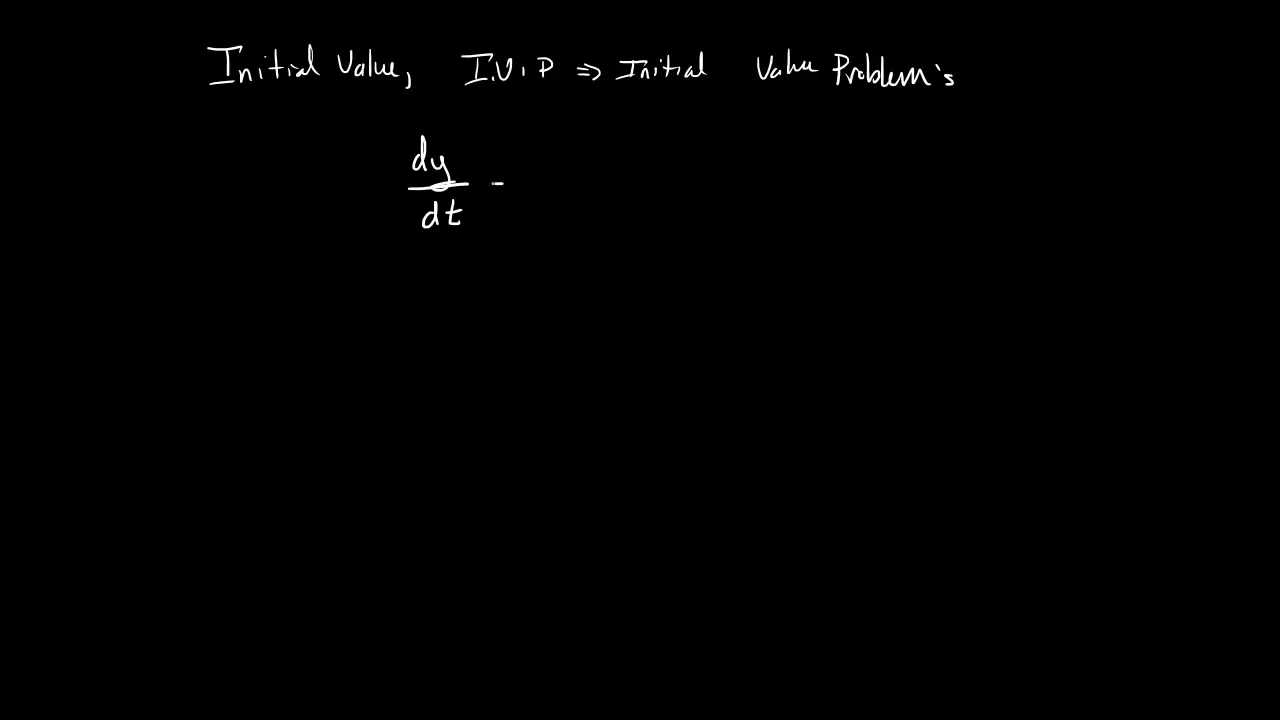 Initial Value, I.V.P ⇒ Initial Value Problem's
dy
dt -